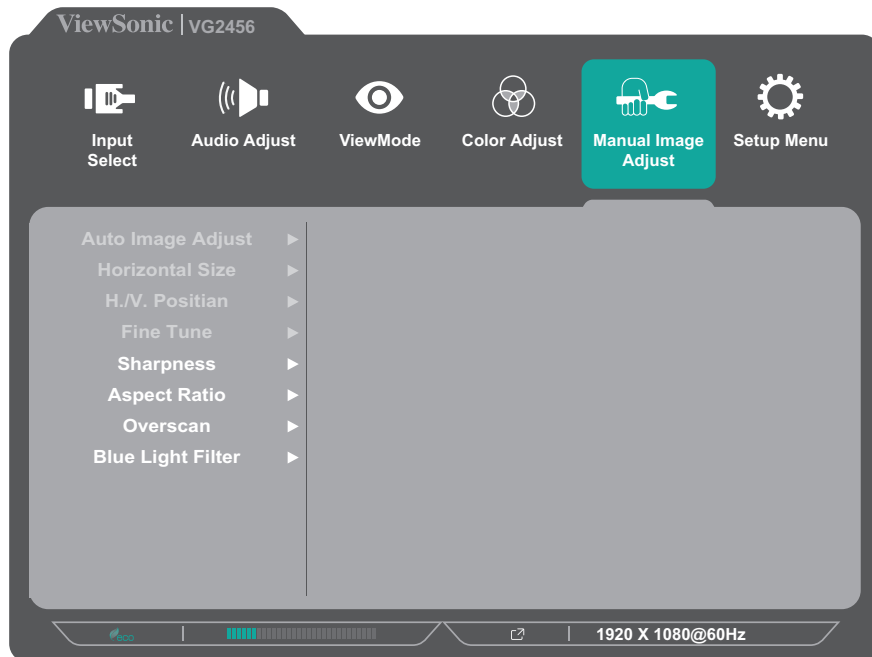 ViewSonic | VG2456
Input
Select
Audio Adjust
ViewMode
Color Adjust
Manual Image
Adjust
Setup Menu
Auto Image Adjust
Horizontal Size
H./V. Positian
Fine Tune
Sharpness
Aspect Ratio
Overscan
Blue Light Filter
eco
1920 X 1080@60Hz